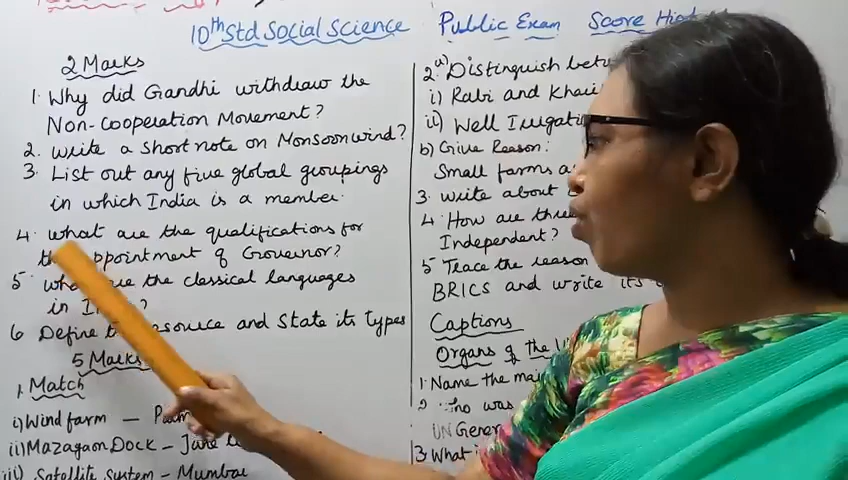 10th Std Social Science Public Exam Score High
2 Marks
1. Why did Gandhi withdraw the
Non-Cooperation Movement?
2. Write a short note on Monsoon wind?
3. List out any five global groupings
in which India is a member.
4. What are the qualifications for
appointment of Governor?
5. are the classical languages
in
6 Define resource and State its types
5 Marks
1, Match
i) Wind farm –
ii) Mazagaon Dock –
iii) Satellite System – Mumbai
2. a) Distinguish
i) Rabi and
ii) Well
b) Give Reason:
Small farms
3. Write about
4. How are
Independent?
5. Trace the reason
BRICS and write its
Captions
Organs of the
1. Name the
2. was
UN
3. What